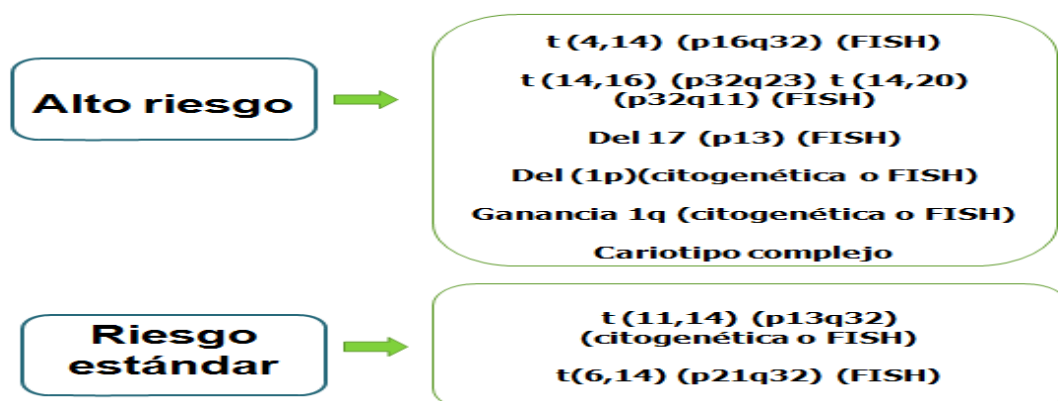 Alto riesgo
t (4,14) (p16q32) (FISH)
t (14,16) (p32q23) t (14,20)
(p32q11) (FISH)
Del 17 (p13) (FISH)
Del (1p)(citogenética o FISH)
Ganancia 1q (citogenética o FISH)
Cariotipo complejo
Riesgo
estándar
t (11,14) (p13q32)
(citogenética o FISH)
t(6,14) (p21q32) (FISH)